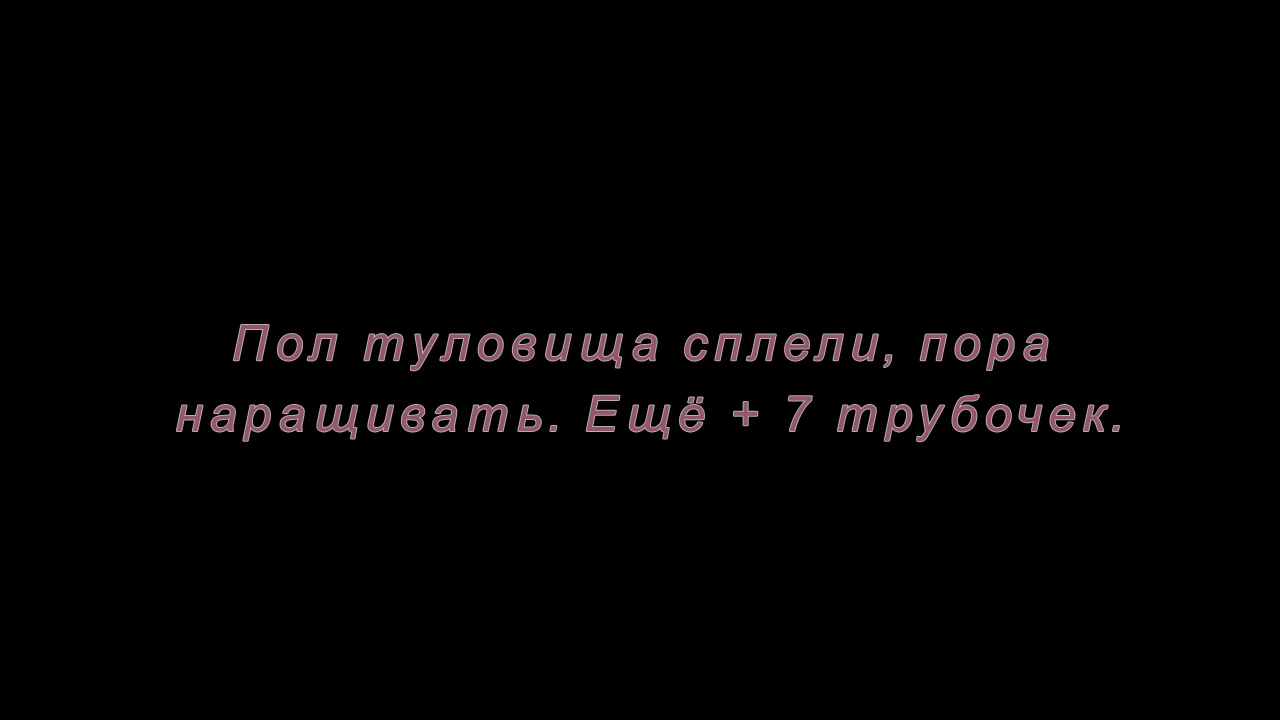 Пол туловища сплели, пора
наращивать. Ещё + 7 трубочек.